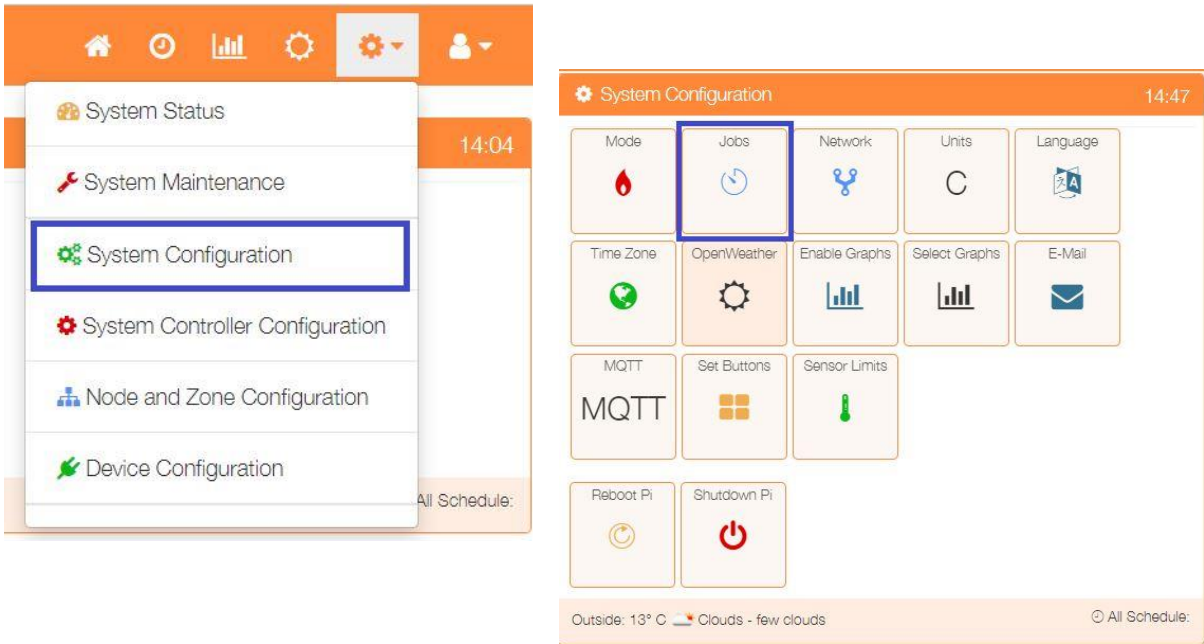 System Status
14:04
System Maintenance
System Configuration
System Controller Configuration
Node and Zone Configuration
Device Configuration
All Schedule:
System Configuration 14:47
Mode Jobs Network Units Language
C
Time Zone OpenWeather Enable Graphs Select Graphs E-Mail
MQTT Set Buttons Sensor Limits
MQTT
Reboot Pi Shutdown Pi
Outside: 13° C Clouds - few clouds All Schedule: